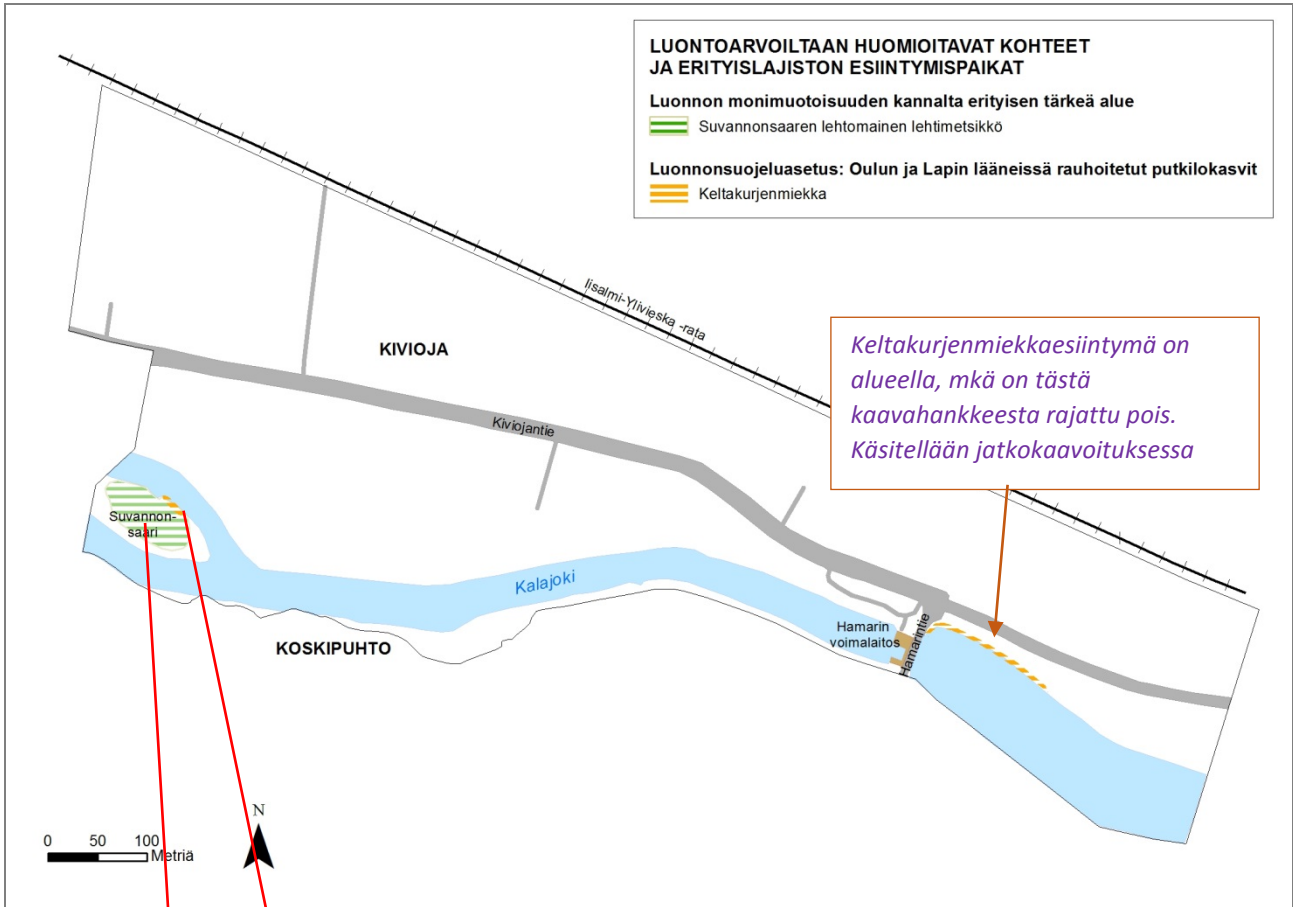 LUONTOARVOILTAAN HUOMIOITAVAT KOHTEET
JA ERITYISLAJISTON ESIINTYMISPAIKAT
Luonnon monimuotoisuuden kannalta erityisen tärkeä alue
Suvannonsaaren lehtomainen lehtimetsikkö
Luonnonsuojeluasetus: Oulun ja Lapin lääneissä rauhoitetut putkilokasvit
Keltakurjenmiekka
Iisalmi-Ylivieska -rata
KIVIOJA
Keltakurjenmiekkaesiintymä on
alueella, mkä on tästä
kaavahankkeesta rajattu pois.
Käsitellään jatkokaavoituksessa
Kiviojantie
Suvannon-
saari
Kalajoki
KOSKIPUHTO
Hamarin
voimalaitos
Hamarintie
N
0 50 100
Metriä